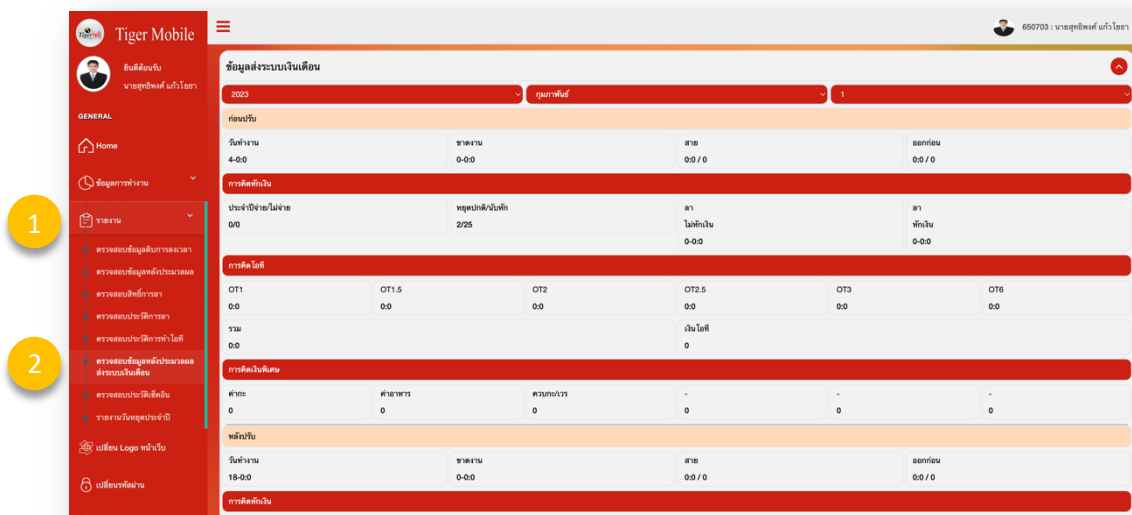 Tiger Mobile
650703 : นายสุทธิพงศ์ แก้วโยธา
ยินดีต้อนรับ
นายสุทธิพงศ์ แก้วโยธา
GENERAL
Home
ข้อมูลการทำงาน
1
รายงาน
ตรวจสอบข้อมูลดิบการลงเวลา
ตรวจสอบข้อมูลหลังประมวลผล
ตรวจสอบสิทธิ์การลา
ตรวจสอบประวัติการลา
ตรวจสอบประวัติการทำโอที
2
ตรวจสอบข้อมูลหลังประมวลผล
ส่งระบบเงินเดือน
ตรวจสอบประวัติเช็คอิน
รายงานวันหยุดประจำปี
เปลี่ยน Logo หน้าเว็บ
เปลี่ยนรหัสผ่าน
ข้อมูลส่งระบบเงินเดือน
2023 กุมภาพันธ์ 1
ก่อนปรับ
วันทำงาน ขาดงาน สาย ออกก่อน
4-0:0 0-0:0 0:0 / 0 0:0 / 0
การคิดหักเงิน
ประจำปีจ่าย/ไม่จ่าย หยุดปกติ/นับหัก ลา ลา
0/0 2/25 ไม่หักเงิน หักเงิน
0-0:0 0-0:0
การคิดโอที
OT1 OT1.5 OT2 OT2.5 OT3 OT6
0:0 0:0 0:0 0:0 0:0 0:0
รวม เงินโอที
0:0 0
การคิดเงินพิเศษ
ค่ากะ ค่าอาหาร ควบกะ/เวร - - -
0 0 0 0 0 0
หลังปรับ
วันทำงาน ขาดงาน สาย ออกก่อน
18-0:0 0-0:0 0:0 / 0 0:0 / 0
การคิดหักเงิน